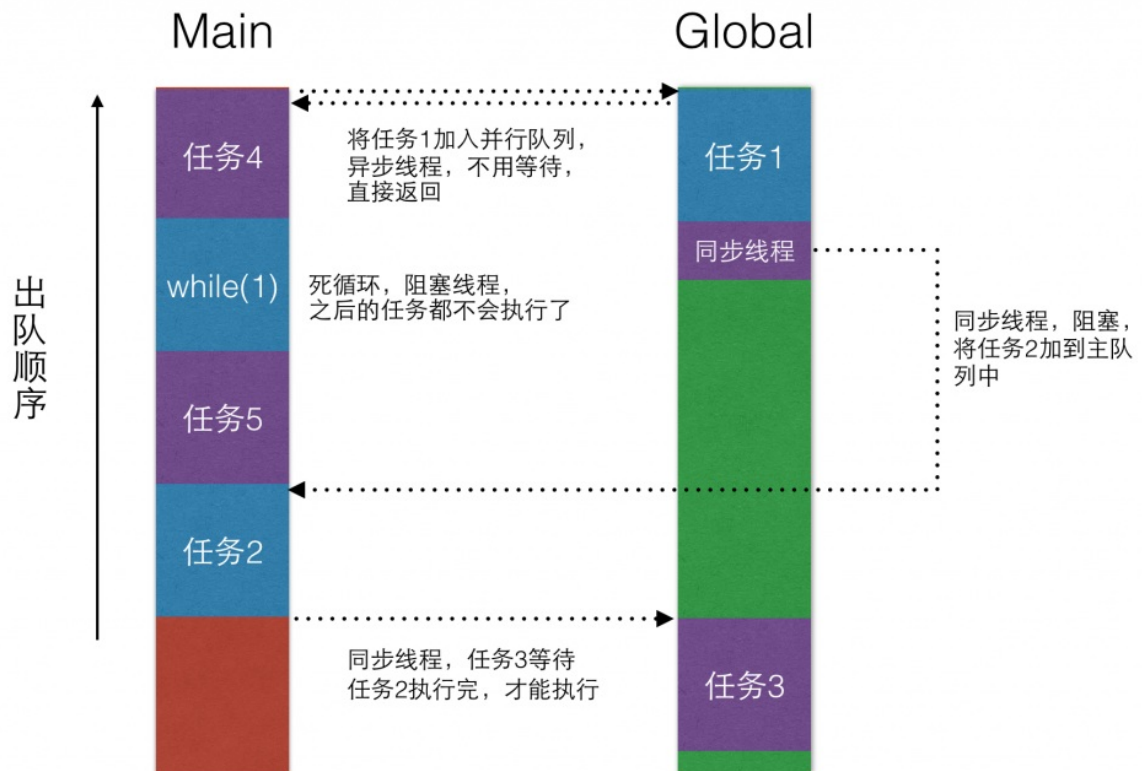 Main
Global
任务4
将任务1加入并行队列，
异步线程，不用等待，
直接返回
任务1
同步线程
while(1)
死循环，阻塞线程，
之后的任务都不会执行了
出队顺序
同步线程，阻塞，
将任务2加到主队
列中
任务5
任务2
同步线程，任务3等待
任务2执行完，才能执行
任务3